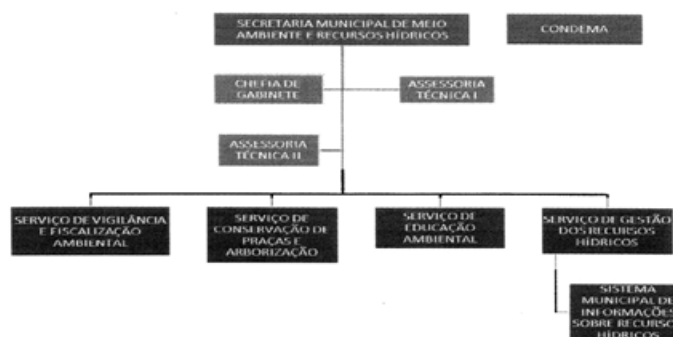 SECRETARIA MUNICIPAL DE MEIO
AMBIENTE E RECURSOS HÍDRICOS
CONDEMA
CHEFIA DE
GABINETE
ASSESSORIA
TÉCNICA I
ASSESSORIA
TÉCNICA II
SERVIÇO DE VIGILÂNCIA
E FISCALIZAÇÃO
AMBIENTAL
SERVIÇO DE
CONSERVAÇÃO DE
PRAÇAS E
ARBORIZAÇÃO
SERVIÇO DE
EDUCAÇÃO
AMBIENTAL
SERVIÇO DE GESTÃO
DOS RECURSOS
HÍDRICOS
SISTEMA
MUNICIPAL DE
INFORMAÇÕES
SOBRE RECURSO
HÍDRICOS